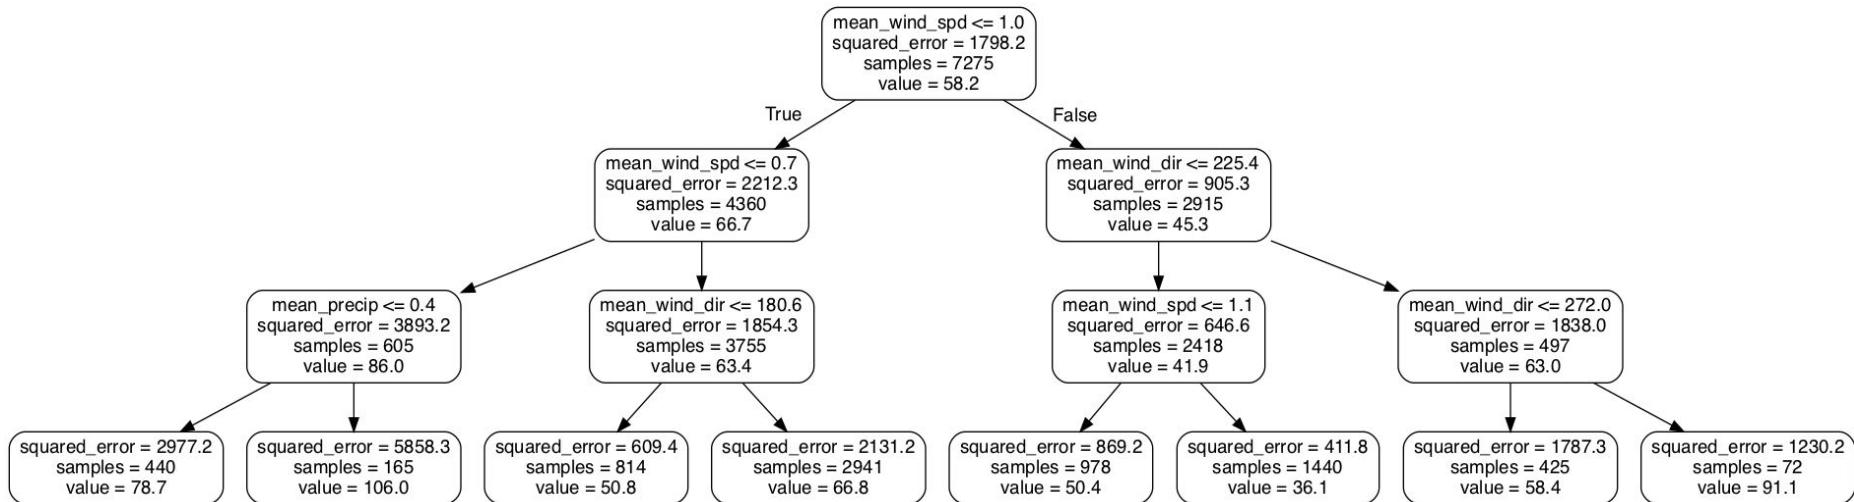 mean_wind_spd <= 1.0
squared_error = 1798.2
samples = 7275
value = 58.2
True
False
mean_wind_spd <= 0.7
squared_error = 2212.3
samples = 4360
value = 66.7
mean_wind_dir <= 225.4
squared_error = 905.3
samples = 2915
value = 45.3
mean_precip <= 0.4
squared_error = 3893.2
samples = 605
value = 86.0
mean_wind_dir <= 180.6
squared_error = 1854.3
samples = 3755
value = 63.4
mean_wind_spd <= 1.1
squared_error = 646.6
samples = 2418
value = 41.9
mean_wind_dir <= 272.0
squared_error = 1838.0
samples = 497
value = 63.0
squared_error = 2977.2
samples = 440
value = 78.7
squared_error = 5858.3
samples = 165
value = 106.0
squared_error = 609.4
samples = 814
value = 50.8
squared_error = 2131.2
samples = 2941
value = 66.8
squared_error = 869.2
samples = 978
value = 50.4
squared_error = 411.8
samples = 1440
value = 36.1
squared_error = 1787.3
samples = 425
value = 58.4
squared_error = 1230.2
samples = 72
value = 91.1